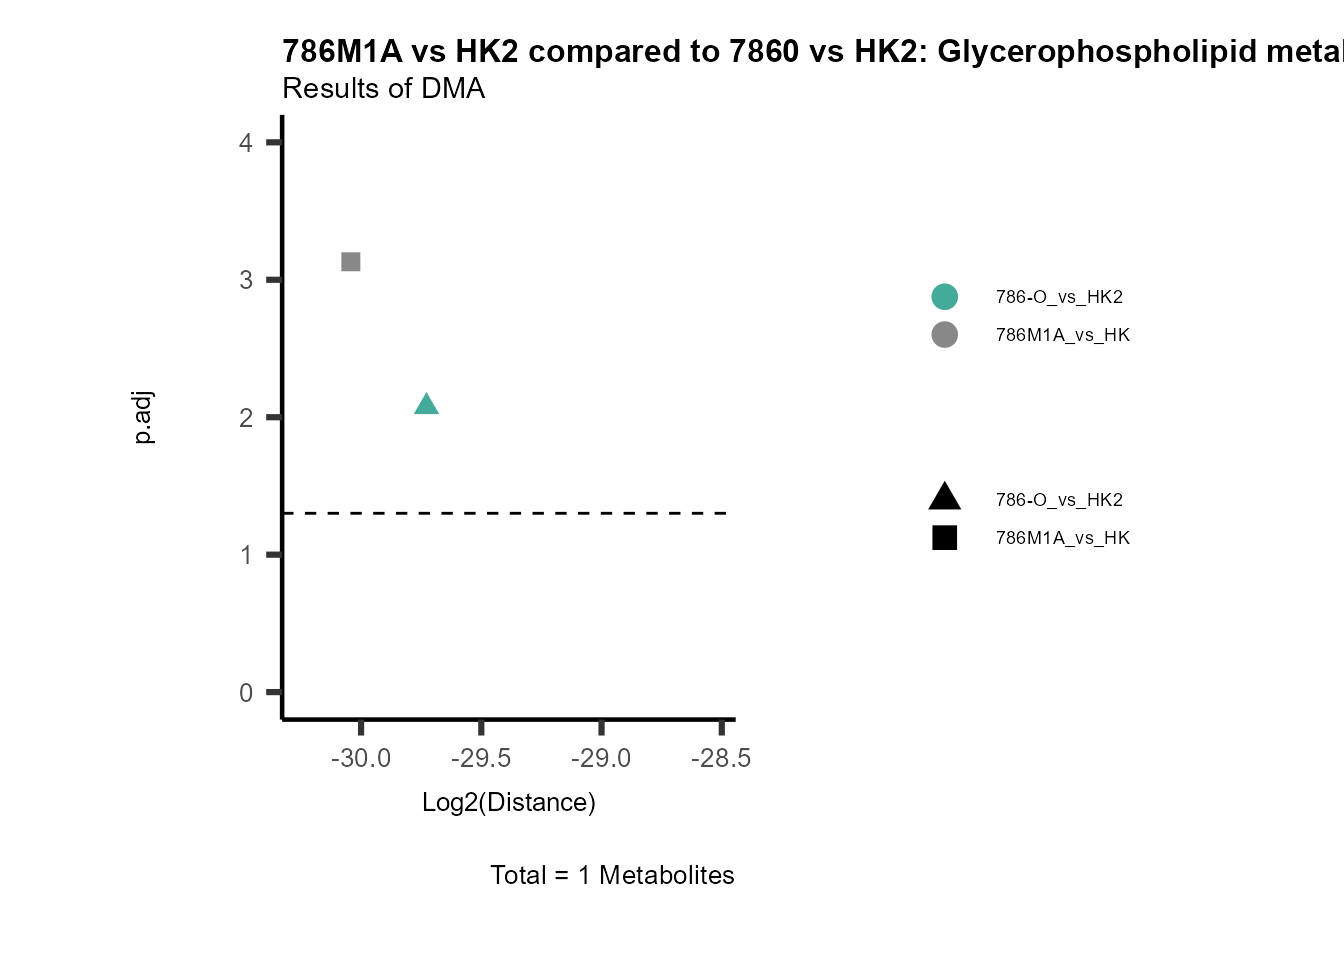 786M1A vs HK2 compared to 7860 vs HK2: Glycerophospholipid metal
Results of DMA
4
3
2
1
0
p.adj
-30.0 -29.5 -29.0 -28.5
Log2(Distance)
Total = 1 Metabolites
786-O_vs_HK2
786M1A_vs_HK
786-O_vs_HK2
786M1A_vs_HK